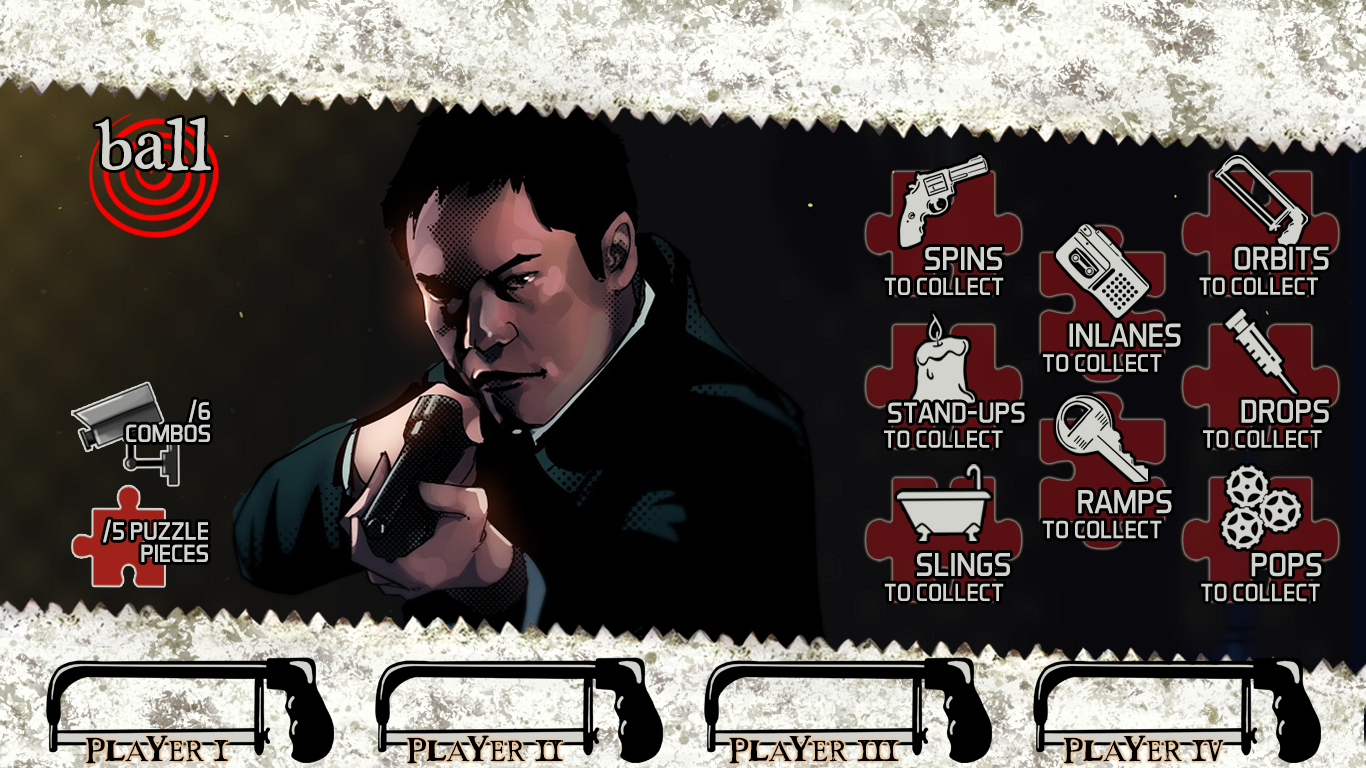 ball
/6
COMBOS
/5 PUZZLE
PIECES
SPINS
TO COLLECT
STAND-UPS
TO COLLECT
SLINGS
TO COLLECT
INLANES
TO COLLECT
RAMPS
TO COLLECT
ORBITS
TO COLLECT
DROPS
TO COLLECT
POPS
TO COLLECT
PLAYER I
PLAYER II
PLAYER III
PLAYER IV